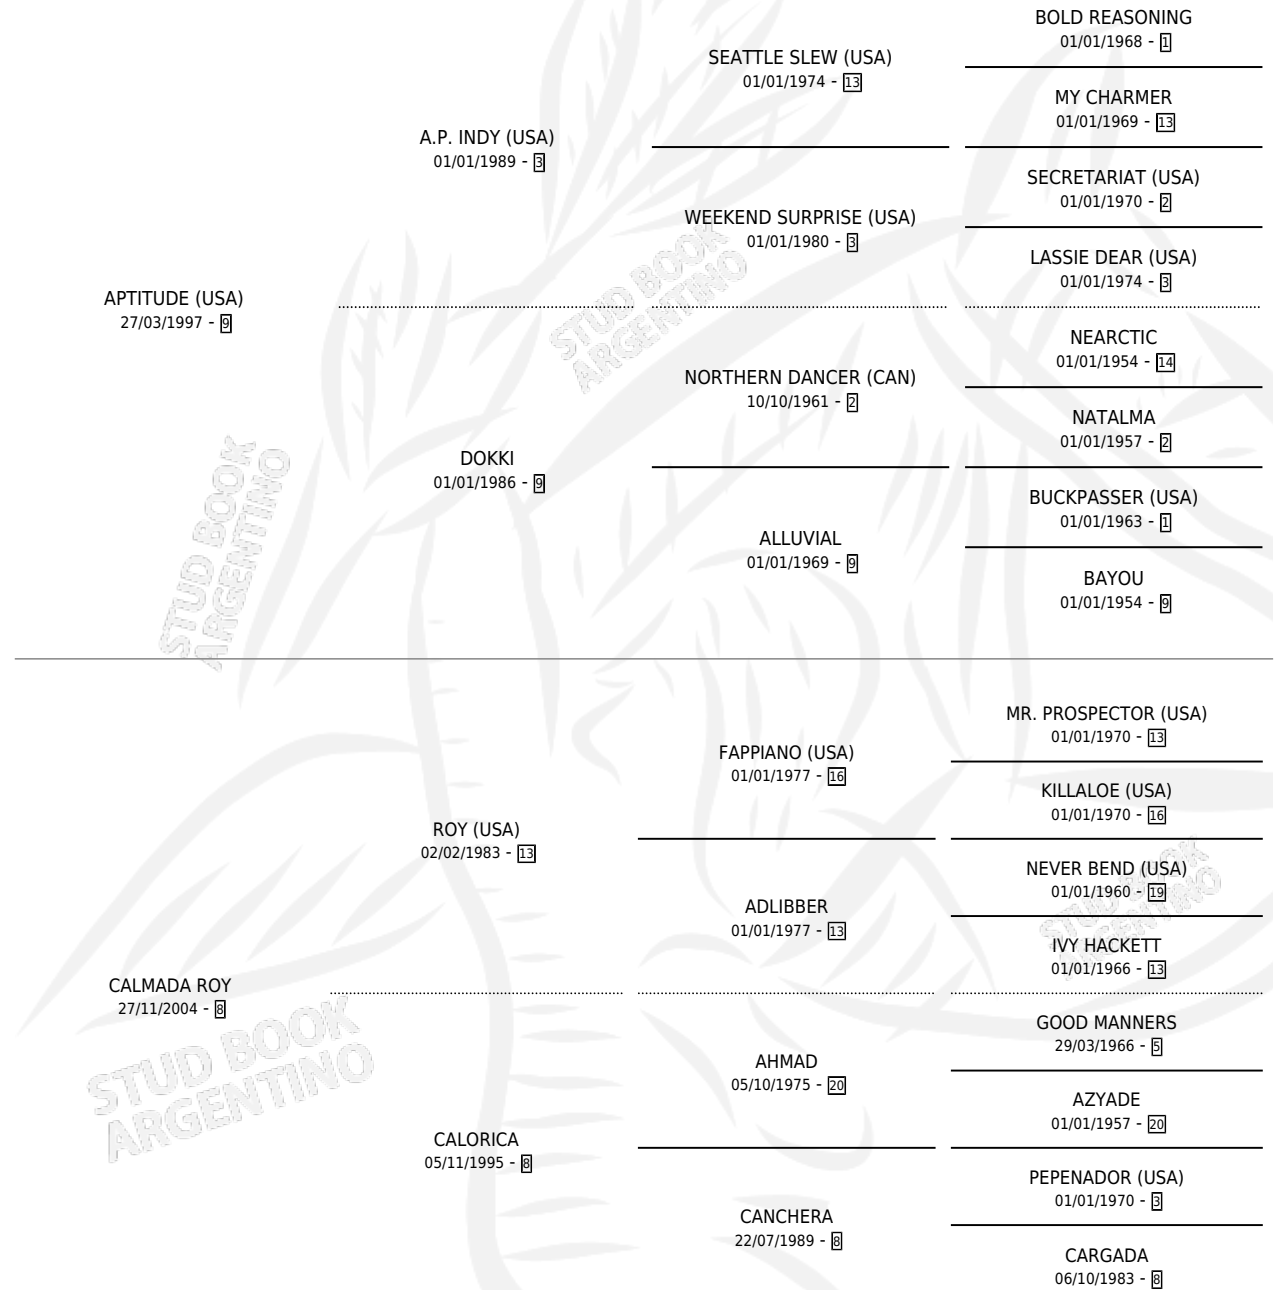 BOLD REASONING
01/01/1968 - 1
SEATTLE SLEW (USA)
01/01/1974 - 13
MY CHARMER
01/01/1969 - 13
A.P. INDY (USA)
01/01/1989 - 3
SECRETARIAT (USA)
01/01/1970 - 2
WEEKEND SURPRISE (USA)
01/01/1980 - 3
LASSIE DEAR (USA)
01/01/1974 - 3
STUD BOOK
ARGENTINO
APTITUDE (USA)
27/03/1997 - 9
NEARCTIC
01/01/1954 - 14
NORTHERN DANCER (CAN)
10/10/1961 - 2
NATALMA
01/01/1957 - 2
DOKKI
01/01/1986 - 9
BUCKPASSER (USA)
01/01/1963 - 1
ALLUVIAL
01/01/1969 - 9
BAYOU
01/01/1954 - 9
STUD BOOK
ARGENTINO
MR. PROSPECTOR (USA)
01/01/1970 - 13
FAPPIANO (USA)
01/01/1977 - 16
KILLALOE (USA)
01/01/1970 - 16
ROY (USA)
02/02/1983 - 13
NEVER BEND (USA)
01/01/1960 - 19
ADLIBBER
01/01/1977 - 13
IVY HACKETT
01/01/1966 - 13
STUD BOOK
ARGENTINO
CALMADA ROY
27/11/2004 - 8
GOOD MANNERS
29/03/1966 - 5
AHMAD
05/10/1975 - 20
AZYADE
01/01/1957 - 20
STUD BOOK
ARGENTINO
CALORICA
05/11/1995 - 8
PEPENADOR (USA)
01/01/1970 - 3
CANCHERA
22/07/1989 - 8
CARGADA
06/10/1983 - 8